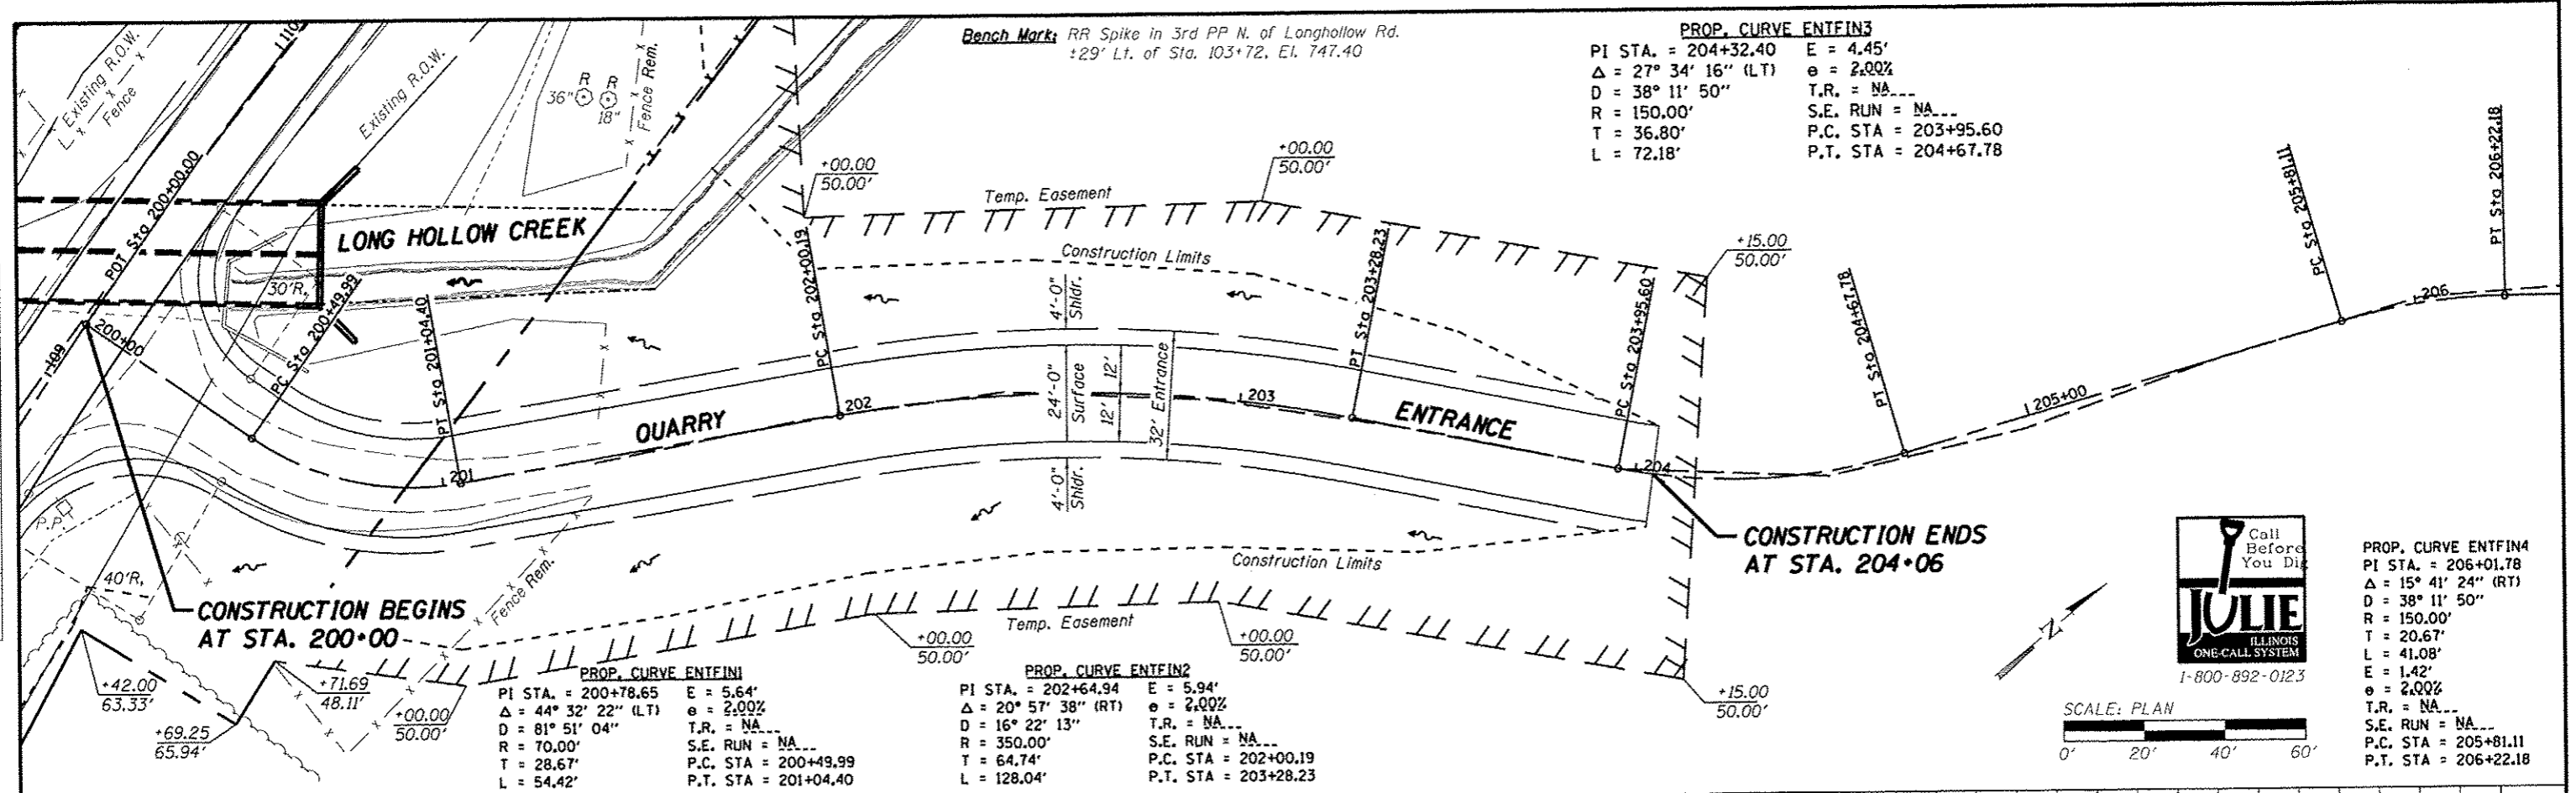 Bench Mark: RR Spike in 3rd PP N. of Longhollow Rd.
±29' Lt. of Sta. 103+72, El. 747.40
PROP. CURVE ENTFIN3
PI STA. = 204+32.40 E = 4.45'
Δ = 27° 34' 16" (LT) e = 2.00%
D = 38° 11' 50" T.R. = NA
R = 150.00' S.E. RUN = NA
T = 36.80' P.C. STA = 203+95.60
L = 72.18' P.T. STA = 204+67.78
Existing R.O.W.
Fence
Existing R.O.W.
110
R R
36"
18"
Fence Rem.
+00.00
50.00'
+00.00
50.00'
Temp. Easement
Construction Limits
+15.00
50.00'
LONG HOLLOW CREEK
30'R.
POT Sta 200+00.00
109
200+00
PC Sta 200+49.99
PT Sta 201+04.40
PC Sta 202+00.19
PT Sta 203+28.23
PC Sta 203+95.60
PT Sta 204+67.78
PC Sta 205+81.11
PT Sta 206+22.18
4'-0"
Shldr.
24'-0"
Surface
12' 12'
32' Entrance
4'-0"
Shldr.
201
QUARRY
202
203
ENTRANCE
204
205+00
206
P.P.
40'R.
CONSTRUCTION BEGINS
AT STA. 200+00
Fence Rem.
CONSTRUCTION ENDS
AT STA. 204+06
Construction Limits
Temp. Easement
+42.00
63.33'
+69.25
65.94'
+71.69
48.11'
+00.00
50.00'
+00.00
50.00'
+00.00
50.00'
+15.00
50.00'
PROP. CURVE ENTFIN1
PI STA. = 200+78.65 E = 5.64'
Δ = 44° 32' 22" (LT) e = 2.00%
D = 81° 51' 04" T.R. = NA
R = 70.00' S.E. RUN = NA
T = 28.67' P.C. STA = 200+49.99
L = 54.42' P.T. STA = 201+04.40
PROP. CURVE ENTFIN2
PI STA. = 202+64.94 E = 5.94'
Δ = 20° 57' 38" (RT) e = 2.00%
D = 16° 22' 13" T.R. = NA
R = 350.00' S.E. RUN = NA
T = 64.74' P.C. STA = 202+00.19
L = 128.04' P.T. STA = 203+28.23
N
Call
Before
You Dig
JULIE
ILLINOIS
ONE-CALL SYSTEM
1-800-892-0123
SCALE: PLAN
0' 20' 40' 60'
PROP. CURVE ENTFIN4
PI STA. = 206+01.78
Δ = 15° 41' 24" (RT)
D = 38° 11' 50"
R = 150.00'
T = 20.67'
L = 41.08'
E = 1.42'
e = 2.00%
T.R. = NA
S.E. RUN = NA
P.C. STA = 205+81.11
P.T. STA = 206+22.18